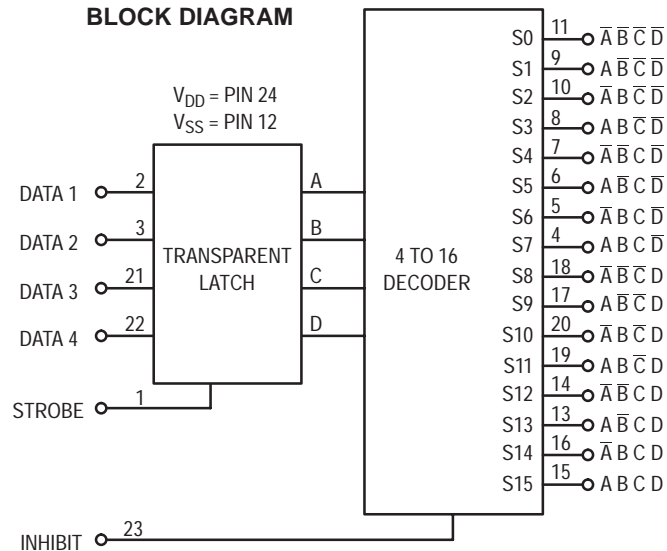 BLOCK DIAGRAM
V_DD = PIN 24
V_SS = PIN 12
DATA 1 2
DATA 2 3
DATA 3 21
DATA 4 22
STROBE 1
INHIBIT 23
TRANSPARENT
LATCH
A
B
C
D
4 TO 16
DECODER
S0 11 A̅ B̅ C̅ D̅
S1 9 A B̅ C̅ D̅
S2 10 A̅ B C̅ D̅
S3 8 A B C̅ D̅
S4 7 A̅ B̅ C D̅
S5 6 A B̅ C D̅
S6 5 A̅ B C D̅
S7 4 A B C D̅
S8 18 A̅ B̅ C̅ D
S9 17 A B̅ C̅ D
S10 20 A̅ B C̅ D
S11 19 A B C̅ D
S12 14 A̅ B̅ C D
S13 13 A B̅ C D
S14 16 A̅ B C D
S15 15 A B C D